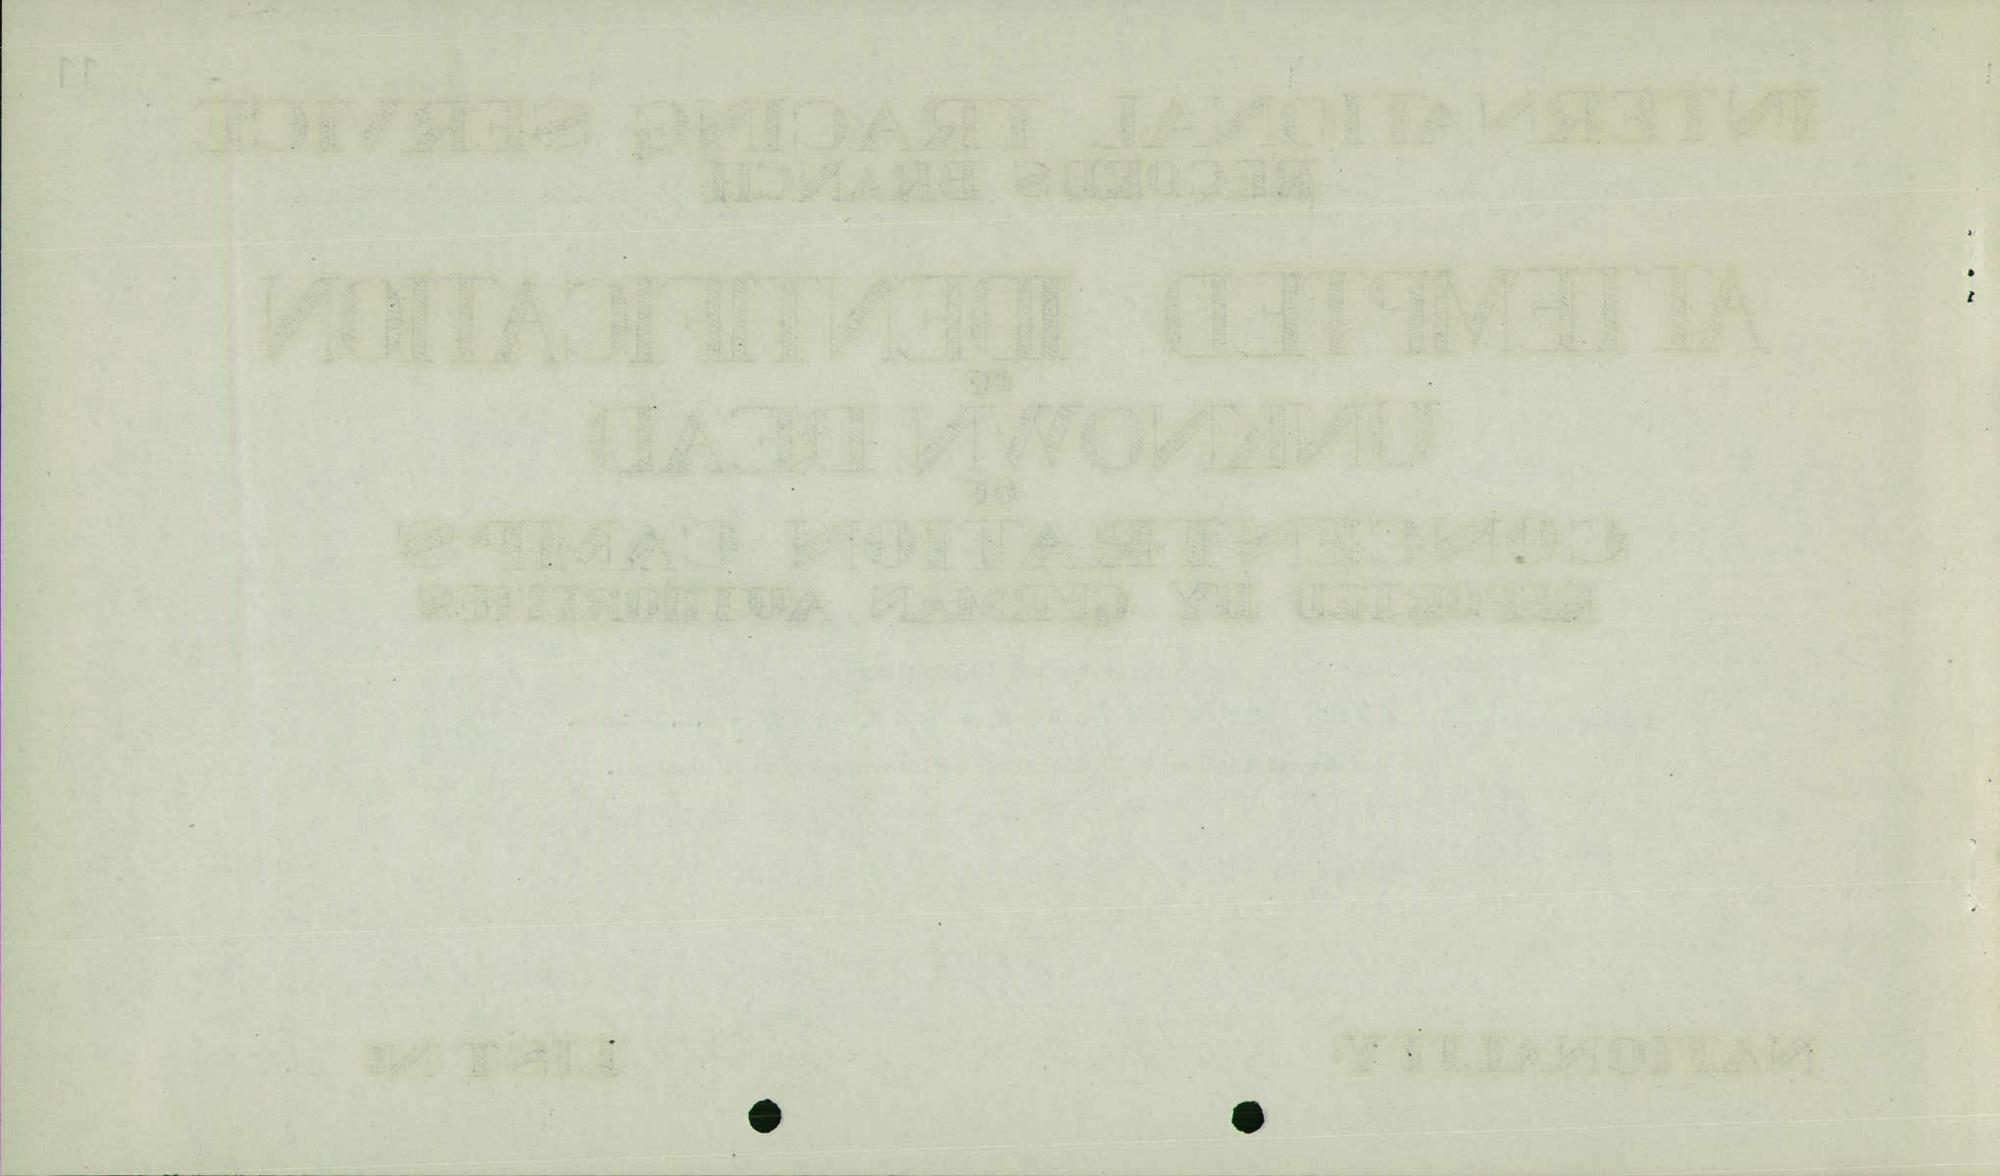 11
INTERNATIONAL TRACING SERVICE
RECORDS BRANCH
ATTEMPTED IDENTIFICATION
OF
UNKNOWN DEAD
OF
CONCENTRATION CAMPS
REPORTED BY GERMAN AUTHORITIES
NATIONALITY LIST Nº